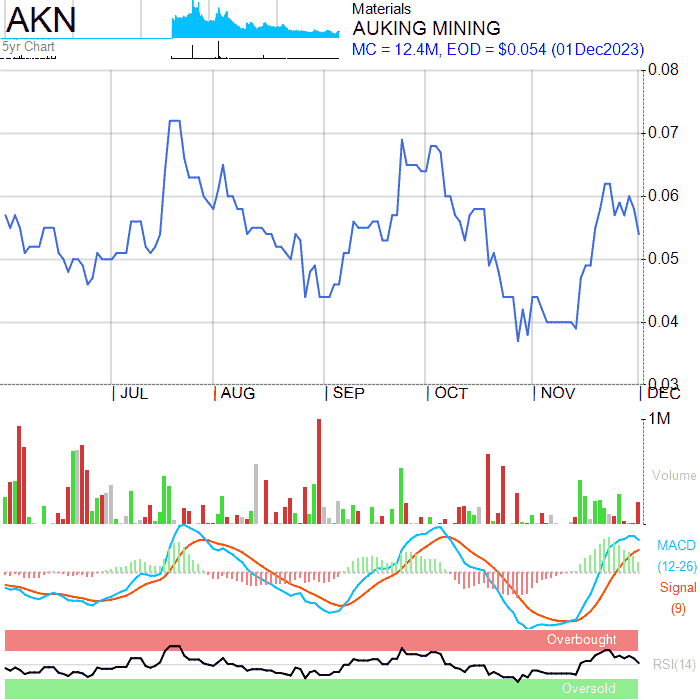 AKN
5yr Chart
Materials
AUKING MINING
MC = 12.4M, EOD = $0.054 (01Dec2023)
0.08
0.07
0.06
0.05
0.04
0.03
JUL AUG SEP OCT NOV DEC
1M
Volume
MACD
(12-26)
Signal
(9)
Overbought
RSI(14)
Oversold